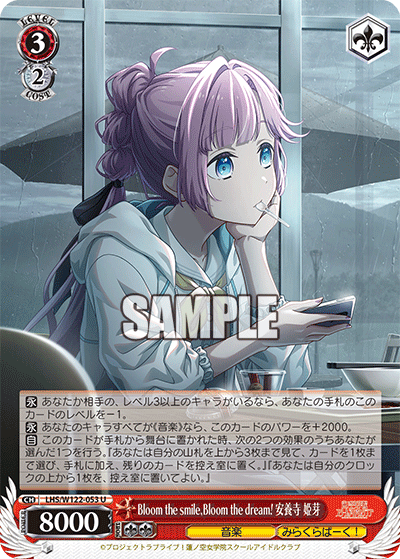 LEVEL
3
2
COST
SAMPLE
永 あなたか相手の、レベル3以上のキャラがいるなら、あなたの手札のこの
カードのレベルを－1。
永 あなたのキャラすべてが《音楽》なら、このカードのパワーを＋2000。
自 このカードが手札から舞台に置かれた時、次の2つの効果のうちあなたが
選んだ1つを行う。『あなたは自分の山札を上から3枚まで見て、カードを1枚ま
で選び、手札に加え、残りのカードを控え室に置く。』『あなたは自分のクロッ
クの上から1枚を、控え室に置いてよい。』
CH LHS/W122-053 U
8000
Bloom the smile,Bloom the dream! 安養寺 姫芽
音楽 みらくらぱーく！
©プロジェクトラブライブ！蓮ノ空女学院スクールアイドルクラブ